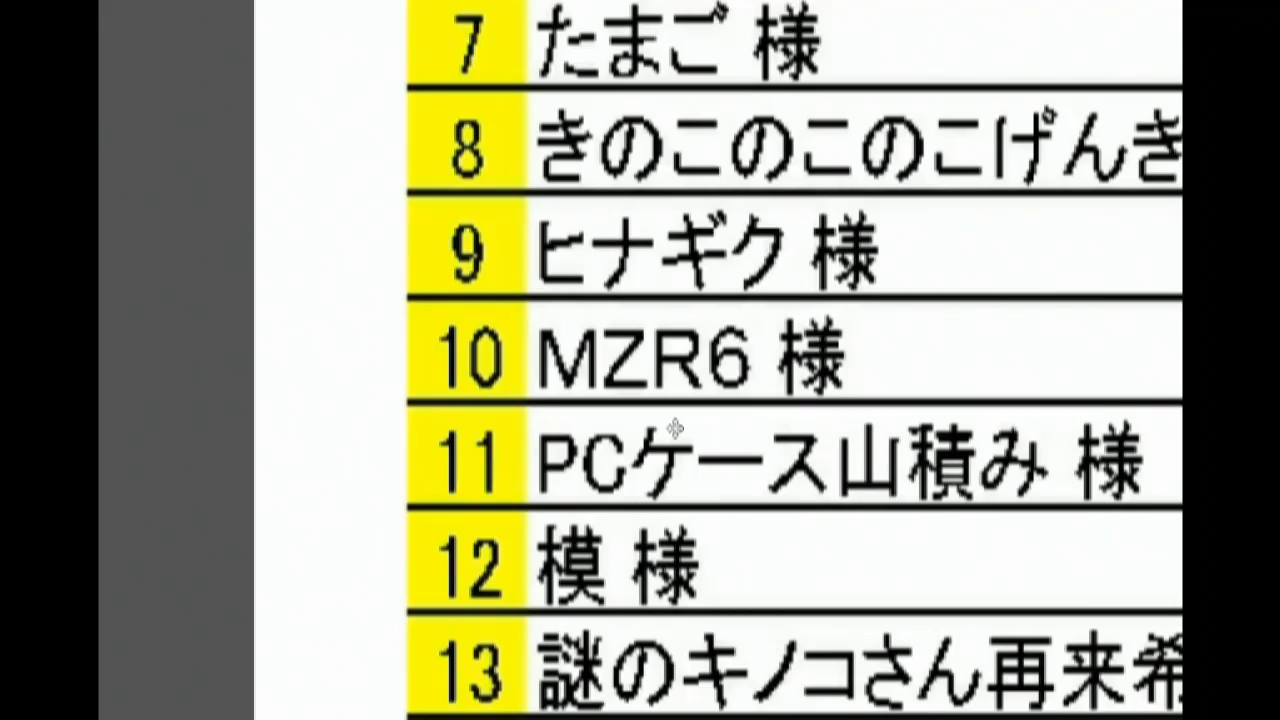 7 たまご 様
8 きのこのこのこげんき
9 ヒナギク 様
10 MZR6 様
11 PCケース山積み 様
12 模 様
13 謎のキノコさん再来希